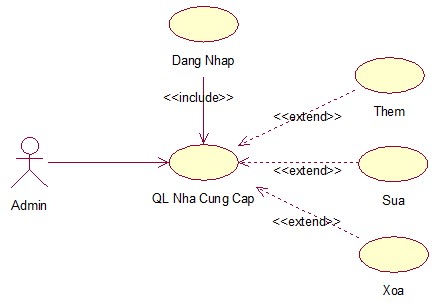 Dang Nhap
<<include>>
Them
<<extend>>
Admin
QL Nha Cung Cap
<<extend>>
Sua
<<extend>>
Xoa